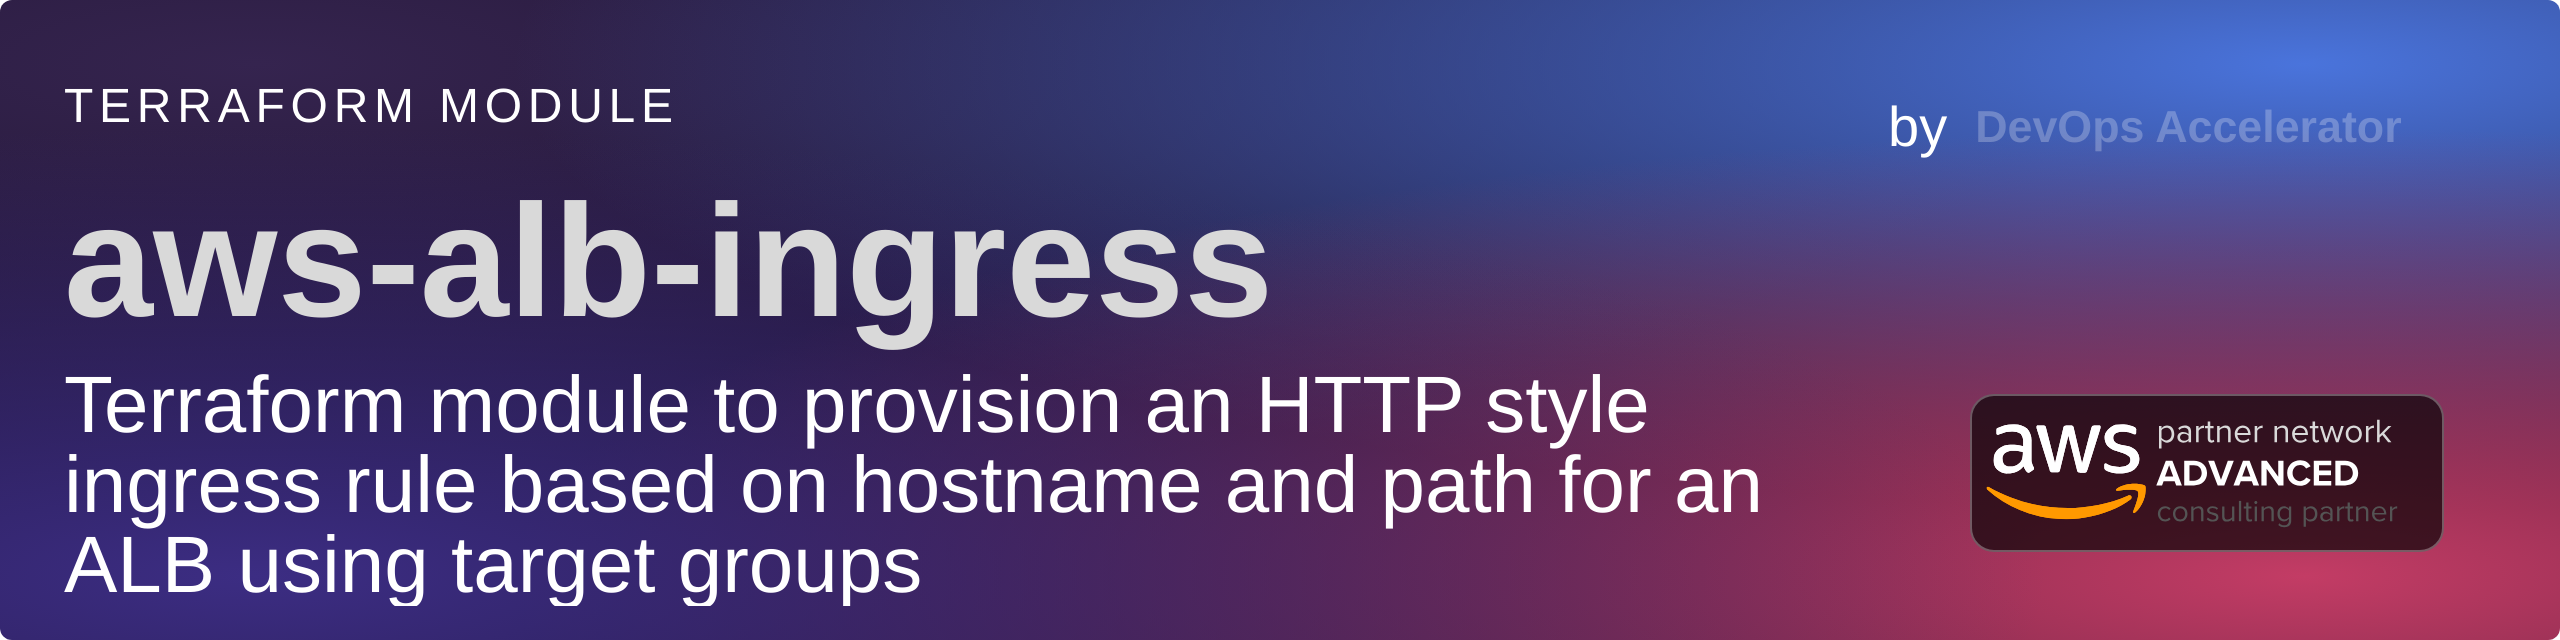 TERRAFORM MODULE
by DevOps Accelerator
aws-alb-ingress
Terraform module to provision an HTTP style
ingress rule based on hostname and path for an
ALB using target groups
aws
partner network
ADVANCED
consulting partner